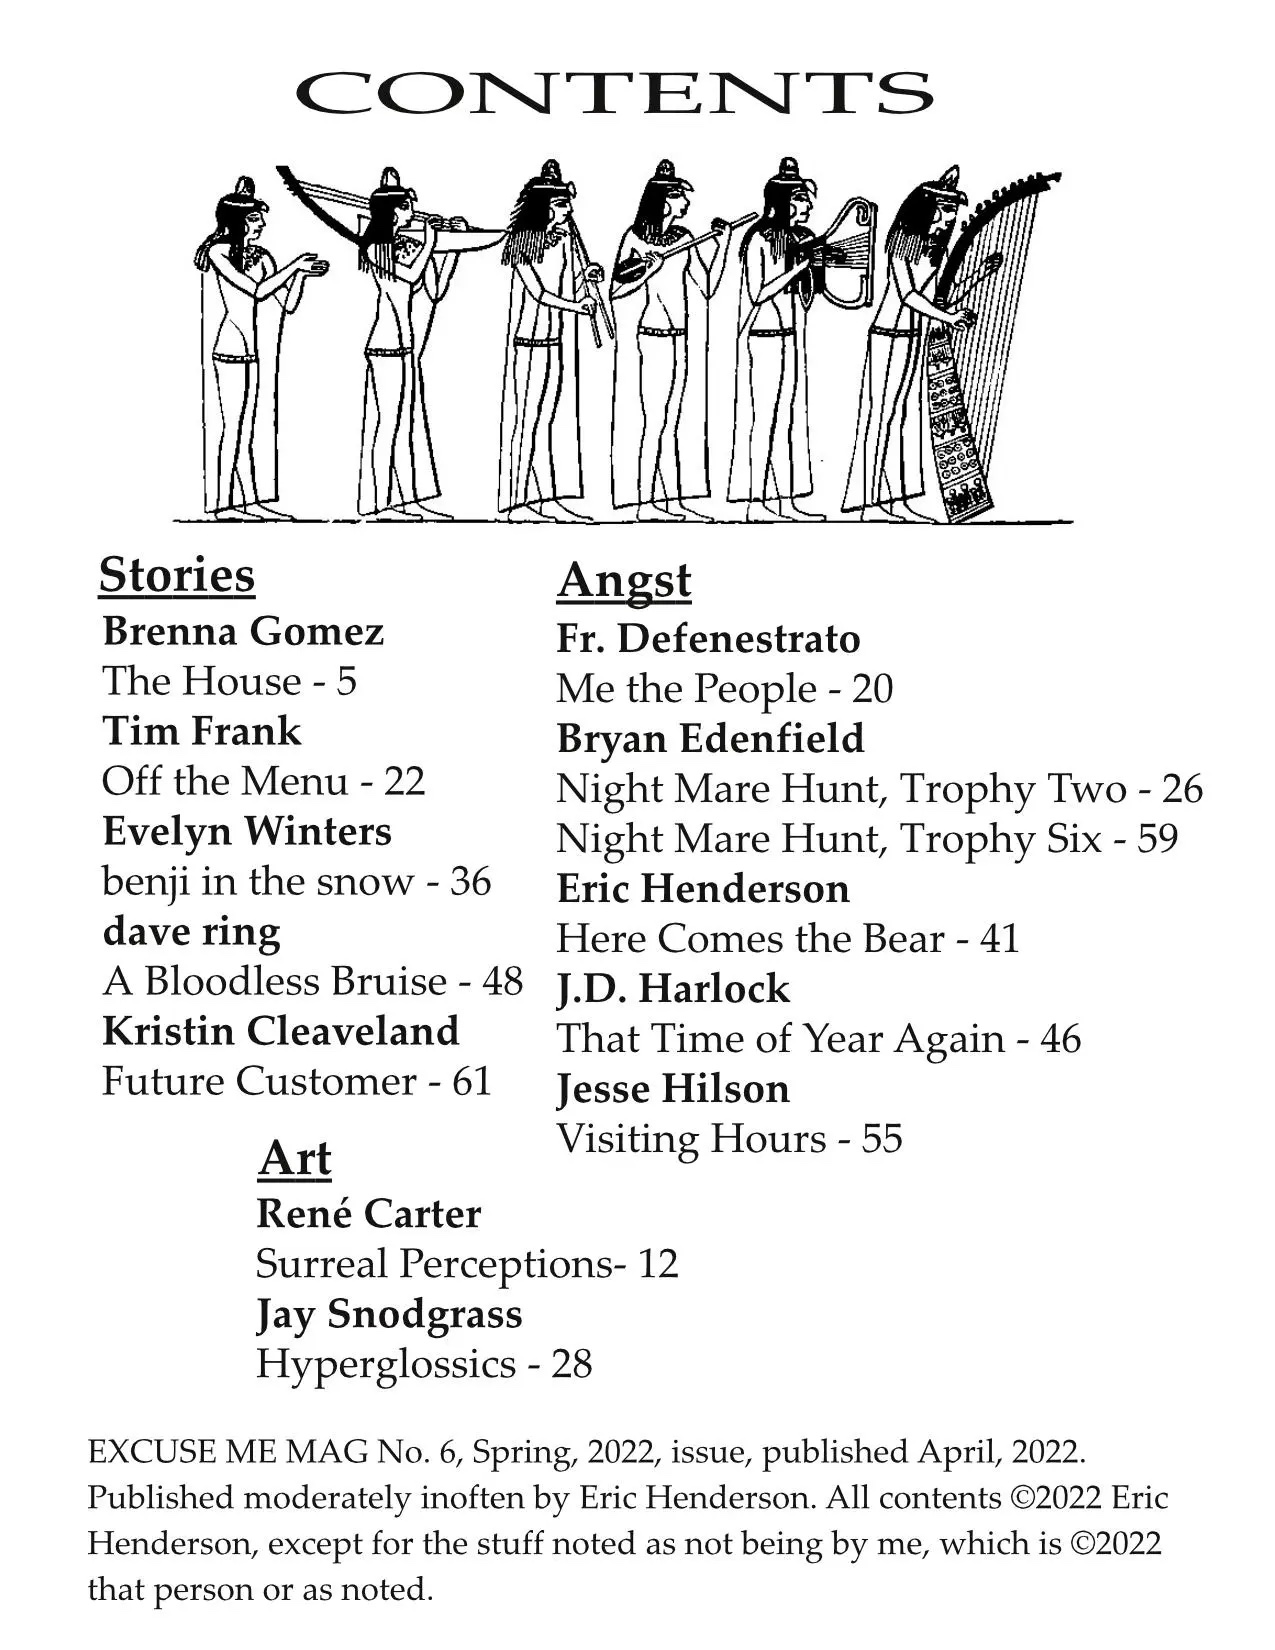 CONTENTS
Stories
Brenna Gomez
The House - 5
Tim Frank
Off the Menu - 22
Evelyn Winters
benji in the snow - 36
dave ring
A Bloodless Bruise - 48
Kristin Cleaveland
Future Customer - 61
Angst
Fr. Defenestrato
Me the People - 20
Bryan Edenfield
Night Mare Hunt, Trophy Two - 26
Night Mare Hunt, Trophy Six - 59
Eric Henderson
Here Comes the Bear - 41
J.D. Harlock
That Time of Year Again - 46
Jesse Hilson
Visiting Hours - 55
Art
René Carter
Surreal Perceptions- 12
Jay Snodgrass
Hyperglossics - 28
EXCUSE ME MAG No. 6, Spring, 2022, issue, published April, 2022.
Published moderately inoften by Eric Henderson. All contents ©2022 Eric
Henderson, except for the stuff noted as not being by me, which is ©2022
that person or as noted.